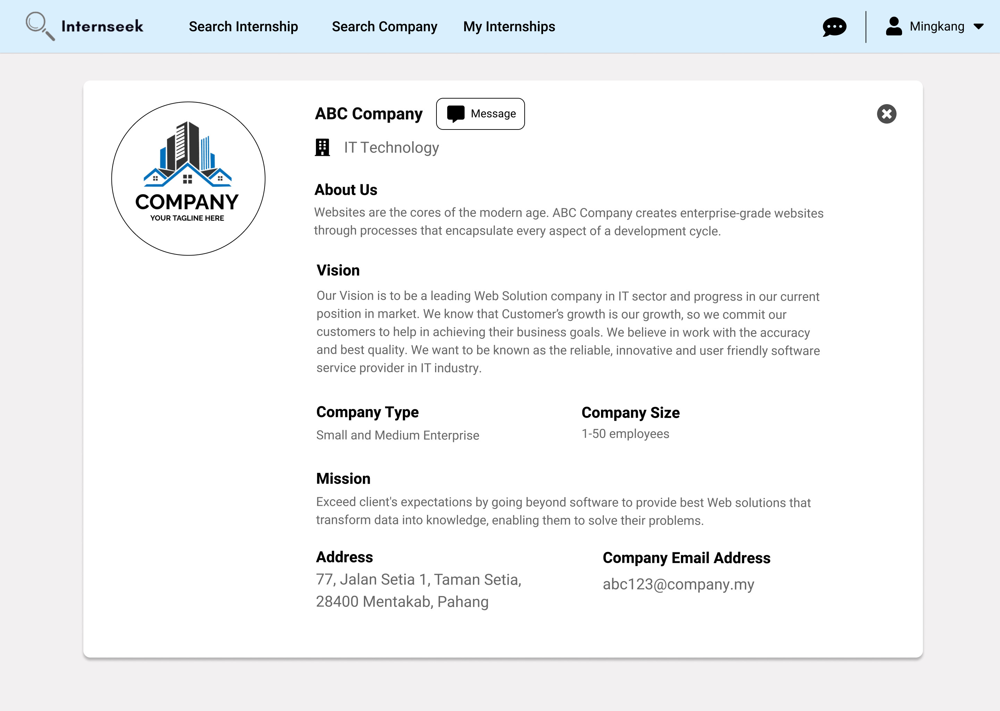 Internseek
Search Internship
Search Company
My Internships
Mingkang
COMPANY
YOUR TAGLINE HERE
ABC Company
Message
IT Technology
About Us
Websites are the cores of the modern age. ABC Company creates enterprise-grade websites
through processes that encapsulate every aspect of a development cycle.
Vision
Our Vision is to be a leading Web Solution company in IT sector and progress in our current
position in market. We know that Customer’s growth is our growth, so we commit our
customers to help in achieving their business goals. We believe in work with the accuracy
and best quality. We want to be known as the reliable, innovative and user friendly software
service provider in IT industry.
Company Type
Small and Medium Enterprise
Company Size
1-50 employees
Mission
Exceed client's expectations by going beyond software to provide best Web solutions that
transform data into knowledge, enabling them to solve their problems.
Address
77, Jalan Setia 1, Taman Setia,
28400 Mentakab, Pahang
Company Email Address
abc123@company.my